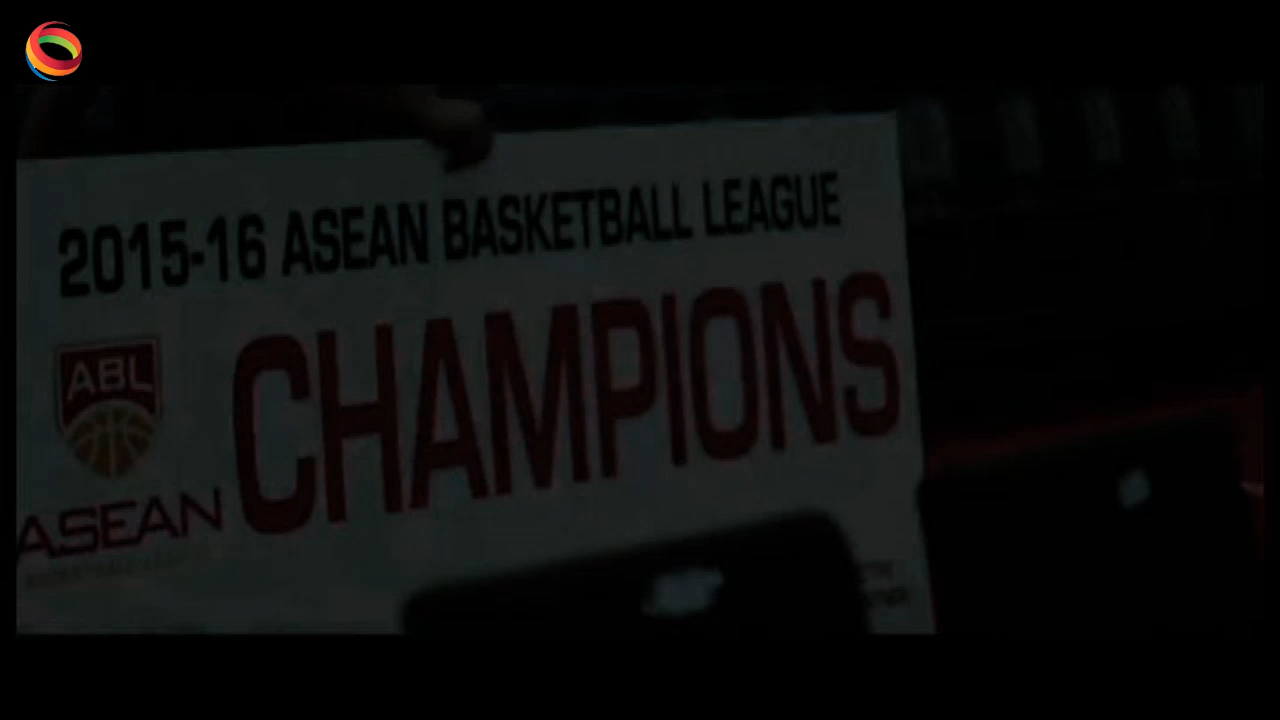 2015-16 ASEAN BASKETBALL LEAGUE
CHAMPIONS
ABL
ASEAN